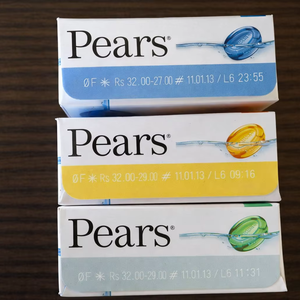 Pears®
ØF * Rs 32.00-27.00 # 11.01.13 / L6 23:55
Pears®
ØF * Rs 32.00-29.00 # 11.01.13 / L6 09:16
Pears®
ØF * Rs 32.00-29.00 # 11.01.13 / L6 11:31